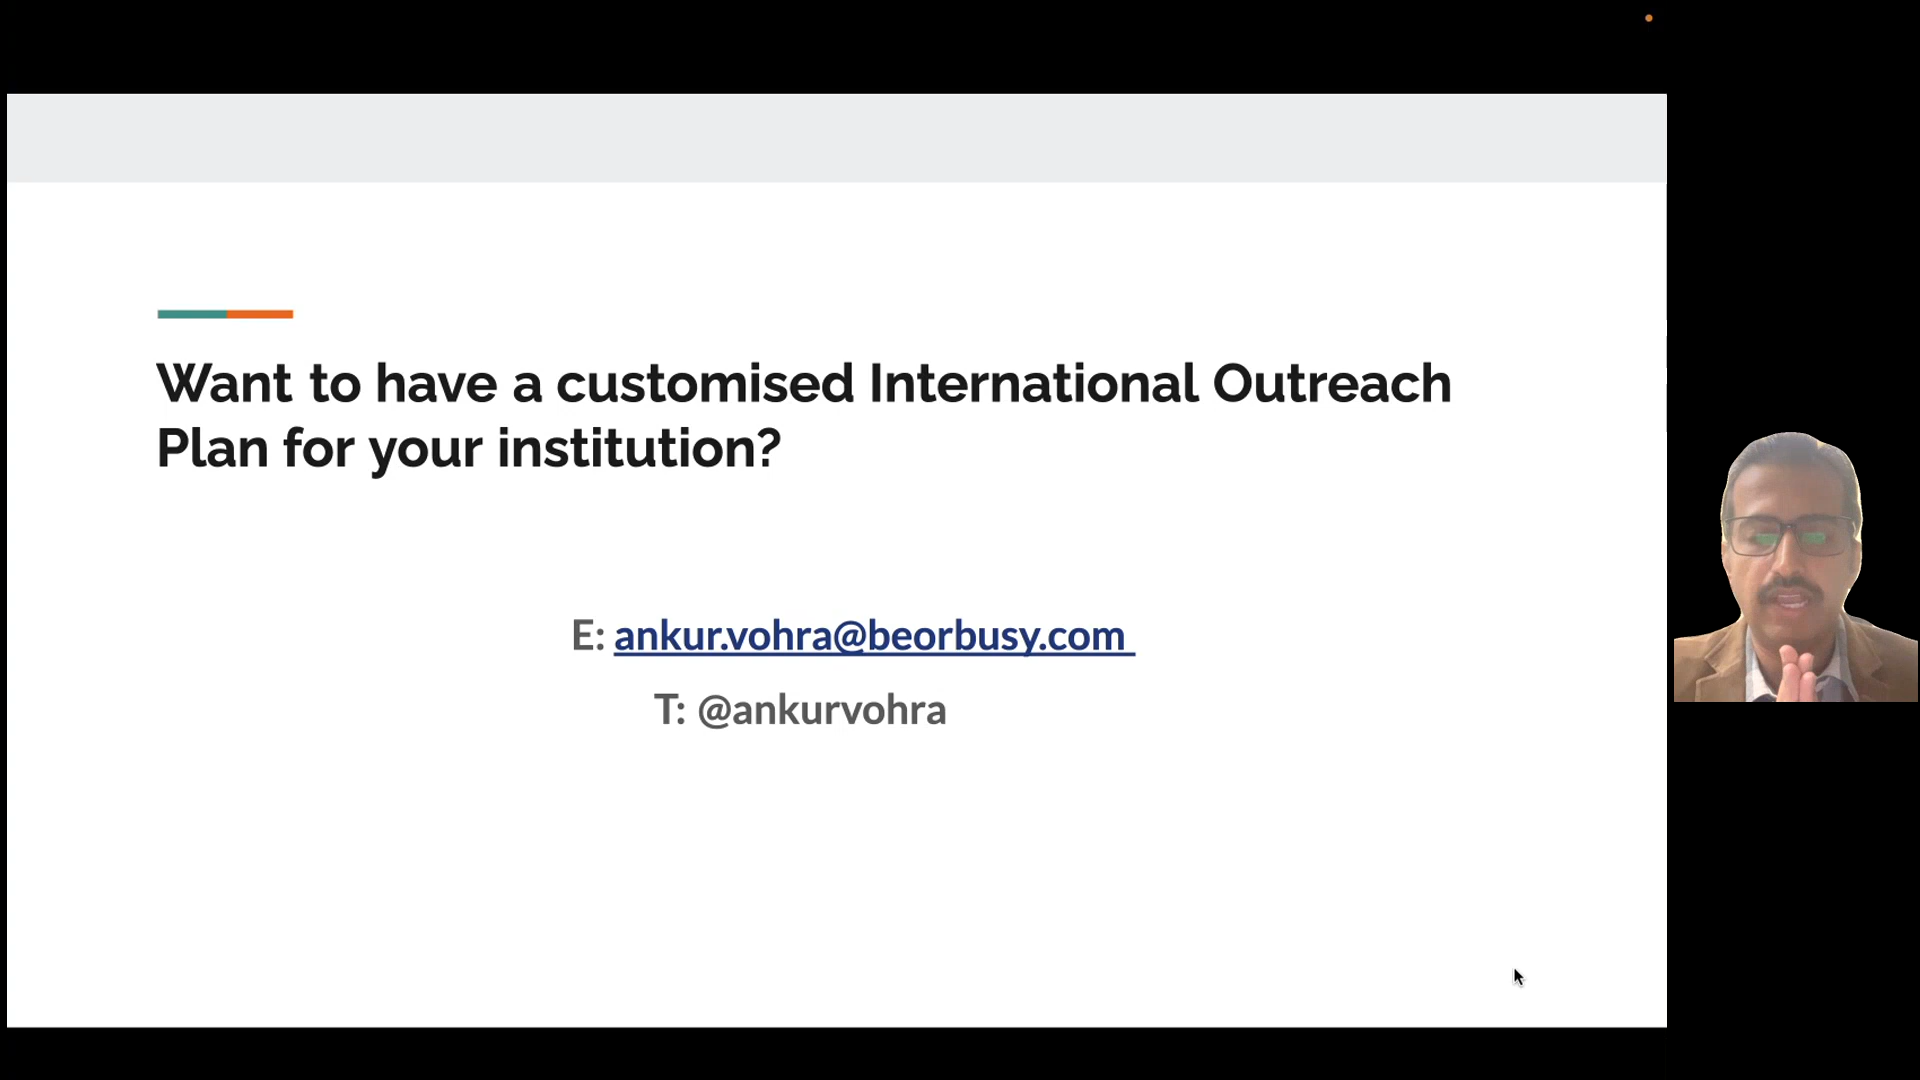 Want to have a customised International Outreach
Plan for your institution?
E: ankur.vohra@beorbusy.com
T: @ankurvohra